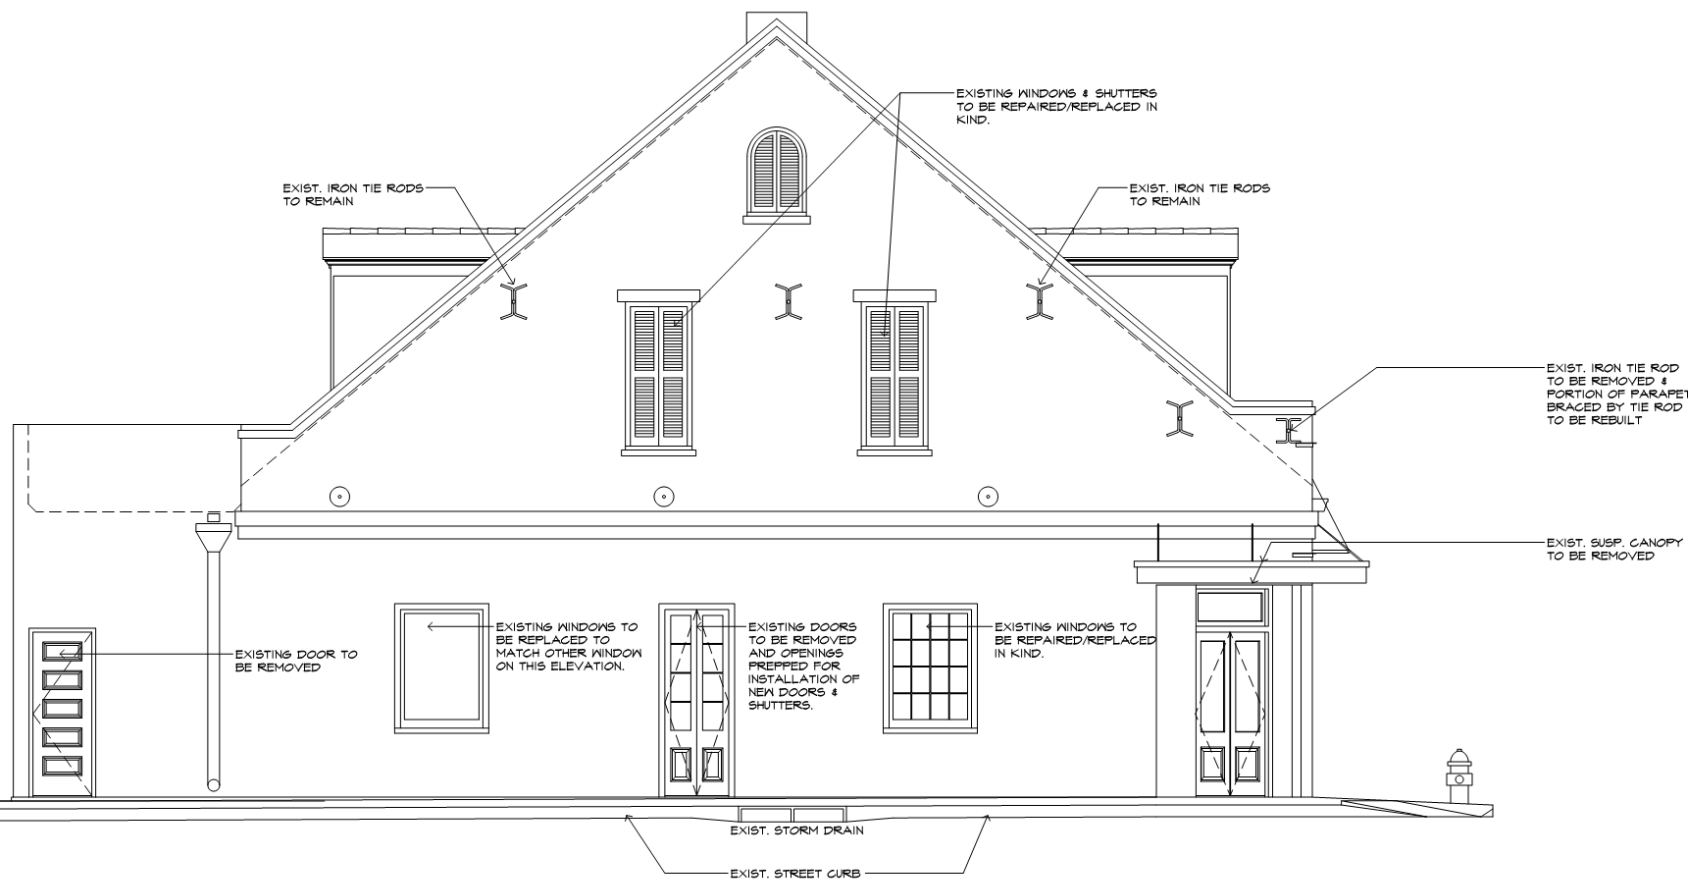 EXISTING WINDOWS & SHUTTERS
TO BE REPAIRED/REPLACED IN
KIND.
EXIST. IRON TIE RODS
TO REMAIN
EXIST. IRON TIE RODS
TO REMAIN
EXIST. IRON TIE ROD
TO BE REMOVED &
PORTION OF PARAPET
BRACED BY TIE ROD
TO BE REBUILT
EXIST. SUSP. CANOPY
TO BE REMOVED
EXISTING DOOR TO
BE REMOVED
EXISTING WINDOWS TO
BE REPLACED TO
MATCH OTHER WINDOW
ON THIS ELEVATION.
EXISTING DOORS
TO BE REMOVED
AND OPENINGS
PREPPED FOR
INSTALLATION OF
NEW DOORS &
SHUTTERS.
EXISTING WINDOWS TO
BE REPAIRED/REPLACED
IN KIND.
EXIST. STORM DRAIN
EXIST. STREET CURB